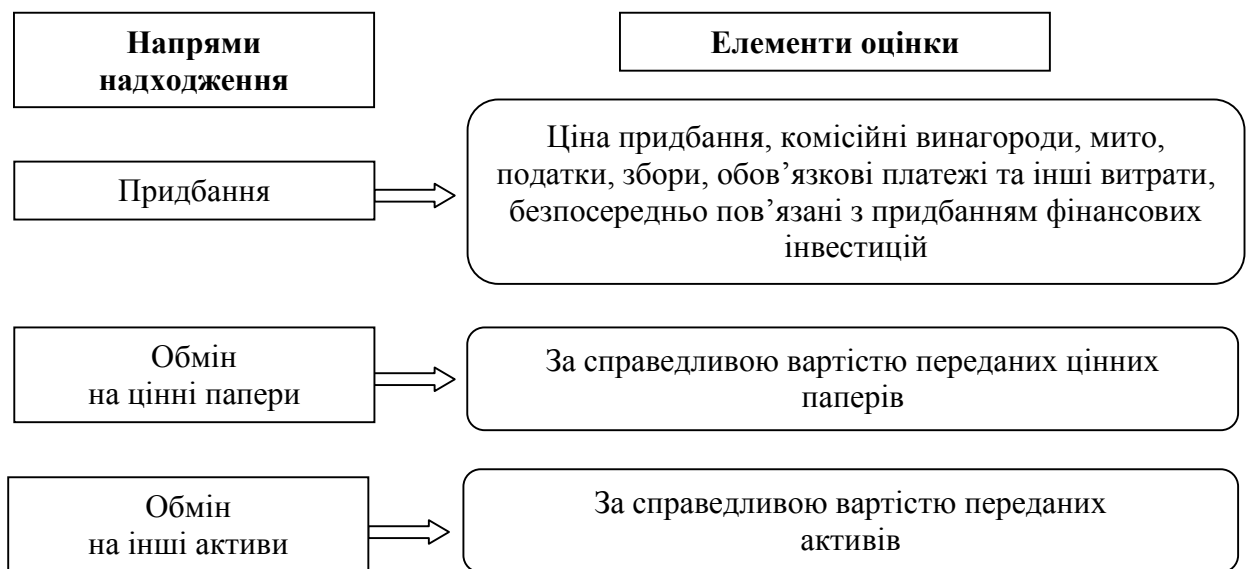 Напрями
надходження
Елементи оцінки
Придбання
Ціна придбання, комісійні винагороди, мито,
податки, збори, обов’язкові платежі та інші витрати,
безпосередньо пов’язані з придбанням фінансових
інвестицій
Обмін
на цінні папери
За справедливою вартістю переданих цінних
паперів
Обмін
на інші активи
За справедливою вартістю переданих
активів